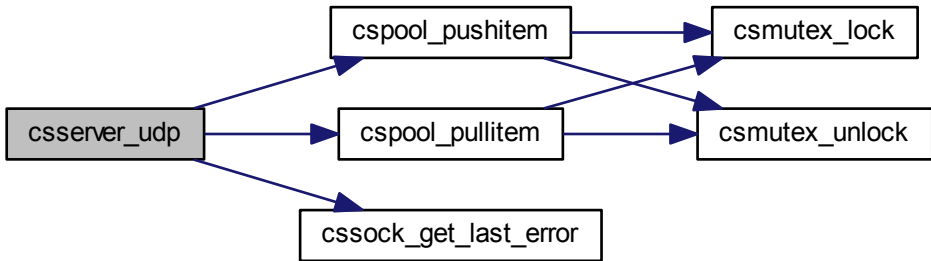 cspool_pushitem
csmutex_lock
csserver_udp
cspool_pullitem
csmutex_unlock
cssock_get_last_error